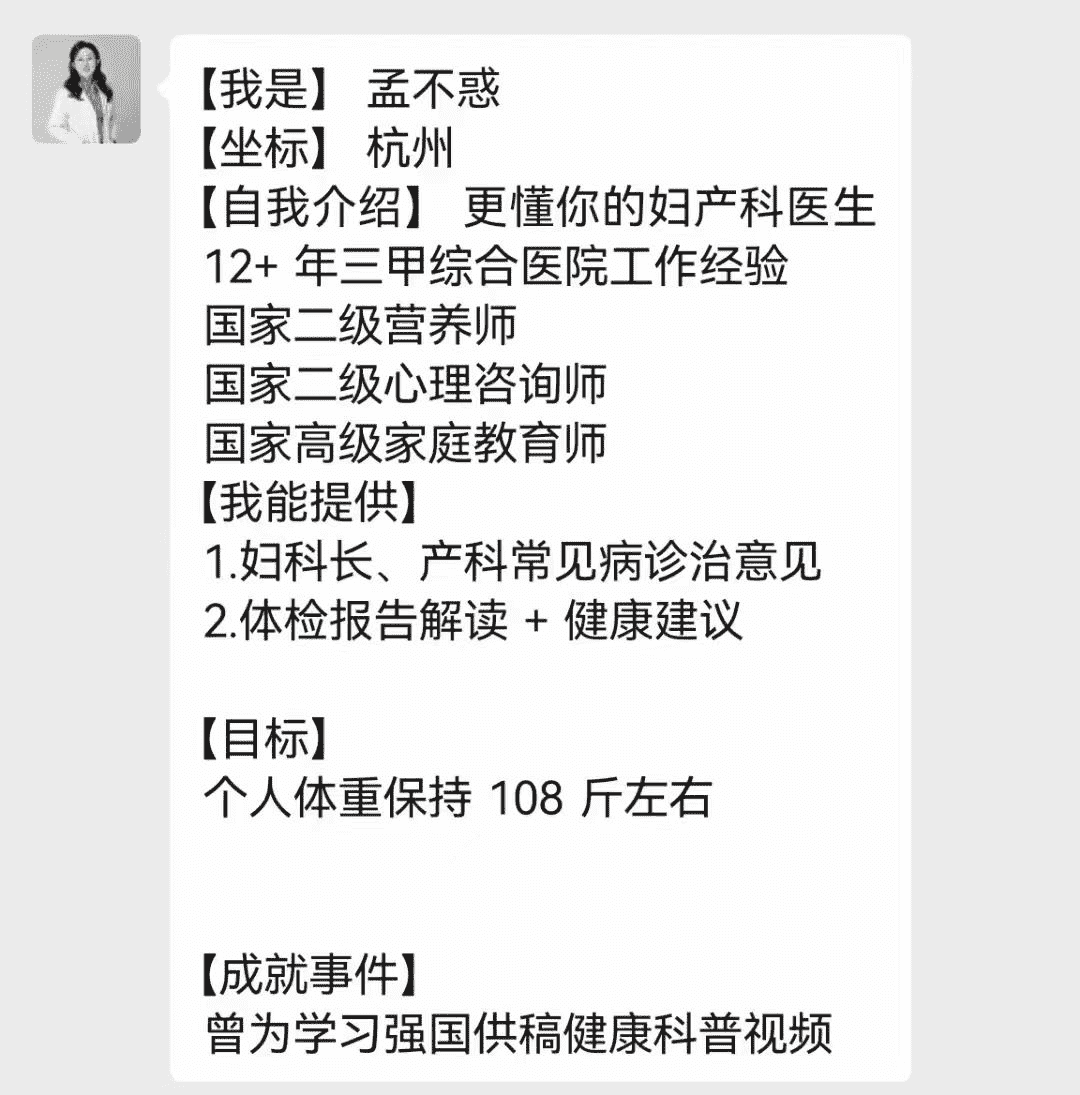 【我是】 孟不惑
【坐标】 杭州
【自我介绍】 更懂你的妇产科医生
12+ 年三甲综合医院工作经验
国家二级营养师
国家二级心理咨询师
国家高级家庭教育师
【我能提供】
1.妇科长、产科常见病诊治意见
2.体检报告解读 + 健康建议
【目标】
个人体重保持 108 斤左右
【成就事件】
曾为学习强国供稿健康科普视频